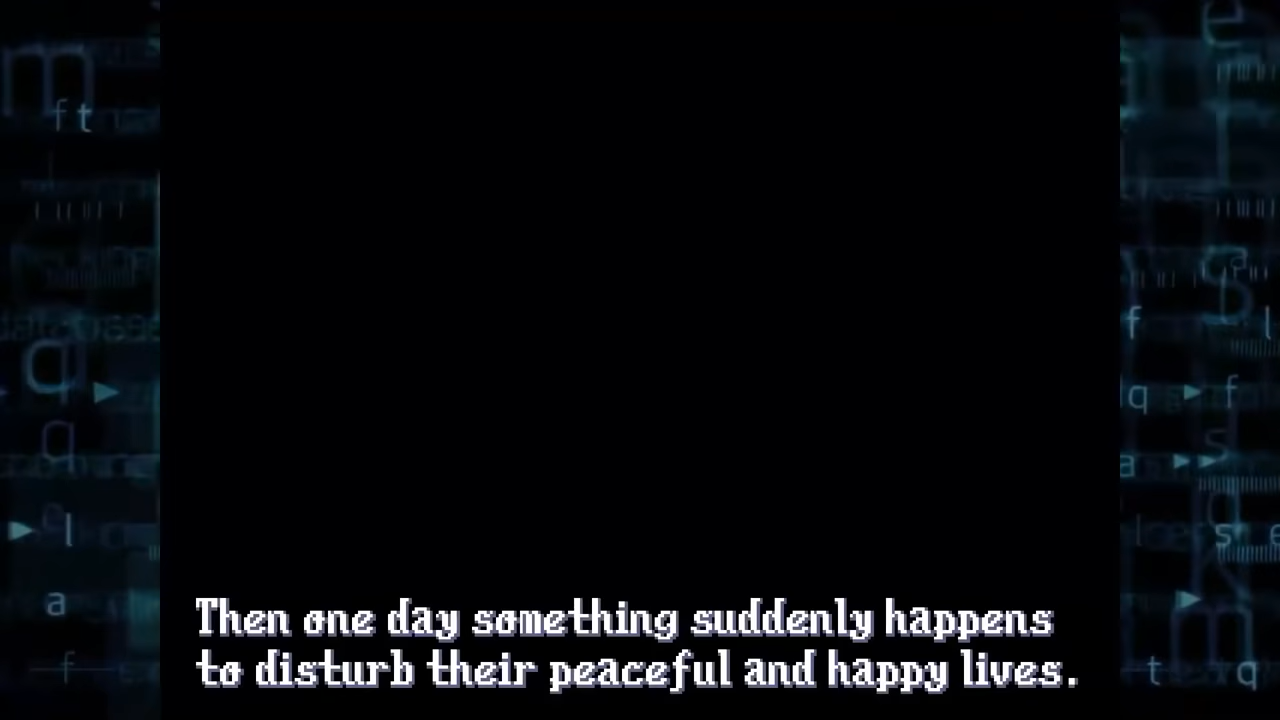 Then one day something suddenly happens
to disturb their peaceful and happy lives.